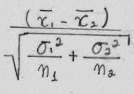 (x̄₁ - x̄₂)
√(σ₁²/n₁ + σ₂²/n₂)